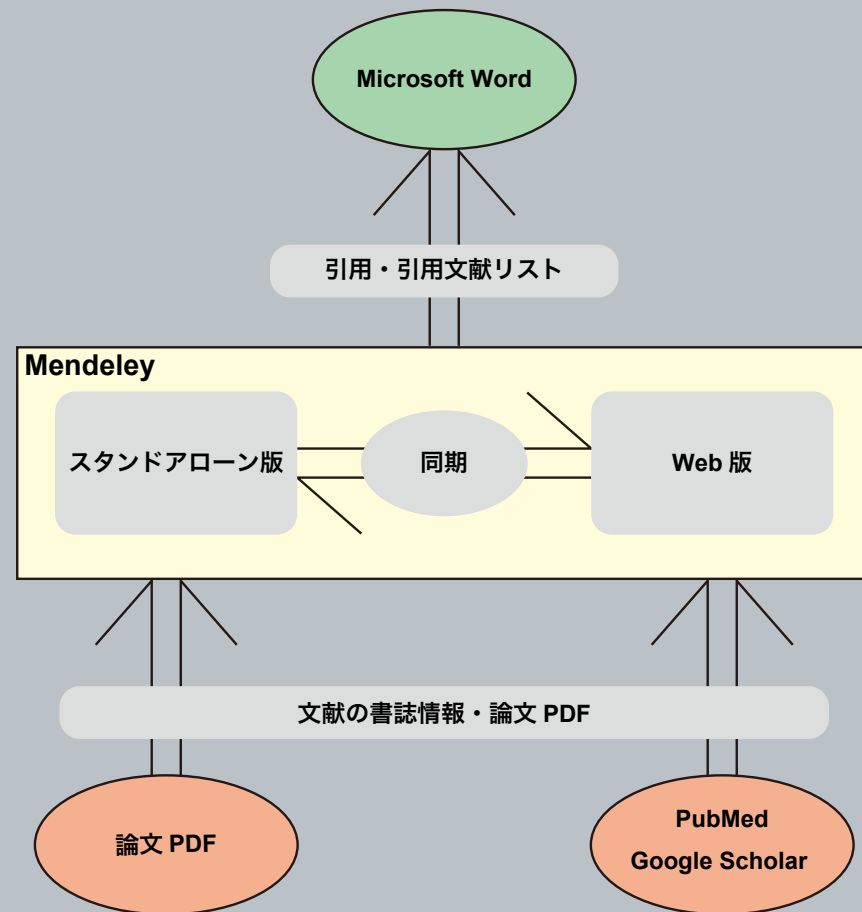 Microsoft Word
引用・引用文献リスト
Mendeley
スタンドアローン版
同期
Web 版
文献の書誌情報・論文 PDF
論文 PDF
PubMed
Google Scholar